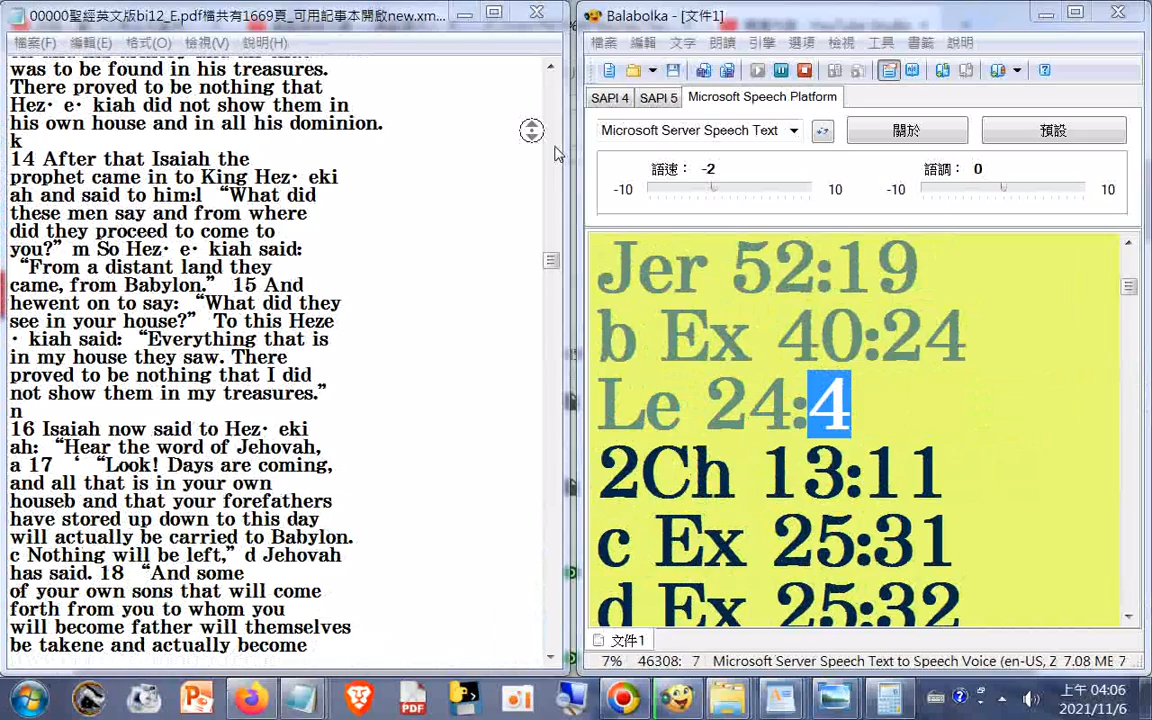 00000聖經英文版bi12_E.pdf檔共有1669頁_可用記事本開啟new.xm...
檔案(F) 編輯(E) 格式(O) 檢視(V) 說明(H)
was to be found in his treasures.
There proved to be nothing that
Hez· e· kiah did not show them in
his own house and in all his dominion.
k
14 After that Isaiah the
prophet came in to King Hez· eki
ah and said to him:l “What did
these men say and from where
did they proceed to come to
you?” m So Hez· e· kiah said:
“From a distant land they
came, from Babylon.” 15 And
hewent on to say: “What did they
see in your house?” To this Heze
· kiah said: “Everything that is
in my house they saw. There
proved to be nothing that I did
not show them in my treasures.”
n
16 Isaiah now said to Hez· eki
ah: “Hear the word of Jehovah,
a 17 ‘ “Look! Days are coming,
and all that is in your own
houseb and that your forefathers
have stored up down to this day
will actually be carried to Babylon.
c Nothing will be left,” d Jehovah
has said. 18 “And some
of your own sons that will come
forth from you to whom you
will become father will themselves
be takene and actually become
Balabolka - [文件1]
檔案 編輯 文字 朗讀 引擎 選項 檢視 工具 書籤 說明
SAPI 4 SAPI 5 Microsoft Speech Platform
Microsoft Server Speech Text 關於 預設
語速: -2 語調: 0
-10 10 -10 10
Jer 52:19
b Ex 40:24
Le 24:4
2Ch 13:11
c Ex 25:31
d Ex 25:32
文件1
7% 46308: 7 Microsoft Server Speech Text to Speech Voice (en-US, Z 7.08 MB 7
PDF
上午 04:06
2021/11/6